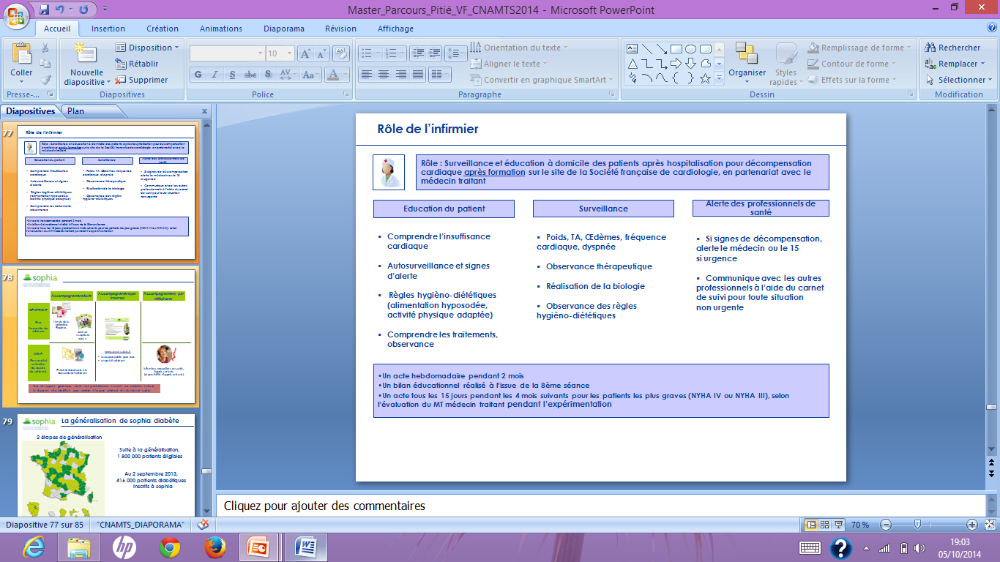 Master_Parcours_Pitié_VF_CNAMTS2014 - Microsoft PowerPoint
Accueil Insertion Création Animations Diaporama Révision Affichage
Coller
Nouvelle diapositive
Disposition
Rétablir
Supprimer
10
G I S abc S AV Aa A
Orientation du texte
Aligner le texte
Convertir en graphique SmartArt
Organiser
Styles rapides
Remplissage de forme
Contour de forme
Effets sur la forme
Rechercher
Remplacer
Sélectionner
Presse-... Diapositives Police Paragraphe Dessin Modification
Diapositives Plan x
77
Rôle de l'infirmier
Education du patient
Surveillance
78
sophia
79
sophia
La généralisation de sophia diabète
2 étapes de généralisation
Suite à la généralisation,
1 800 000 patients éligibles
Au 2 septembre 2013,
416 000 patients diabétiques
inscrits à sophia
Rôle de l'infirmier
Rôle : Surveillance et éducation à domicile des patients après hospitalisation pour décompensation
cardiaque après formation sur le site de la Société française de cardiologie, en partenariat avec le
médecin traitant
Education du patient
▪ Comprendre l'insuffisance
cardiaque
▪ Autosurveillance et signes
d'alerte
▪ Règles hygièno-diététiques
(alimentation hyposodée,
activité physique adaptée)
▪ Comprendre les traitements,
observance
Surveillance
▪ Poids, TA, Œdèmes, fréquence
cardiaque, dyspnée
▪ Observance thérapeutique
▪ Réalisation de la biologie
▪ Observance des règles
hygiéno-diététiques
Alerte des professionnels de
santé
▪ Si signes de décompensation,
alerte le médecin ou le 15
si urgence
▪ Communique avec les autres
professionnels à l'aide du carnet
de suivi pour toute situation
non urgente
•Un acte hebdomadaire pendant 2 mois
•Un bilan éducationnel réalisé à l'issue de la 8ème séance
•Un acte tous les 15 jours pendant les 4 mois suivants pour les patients les plus graves (NYHA IV ou NYHA III), selon
l'évaluation du MT médecin traitant pendant l'expérimentation
Cliquez pour ajouter des commentaires
Diapositive 77 sur 85 "CNAMTS_DIAPORAMA" 70 %
19:03
05/10/2014